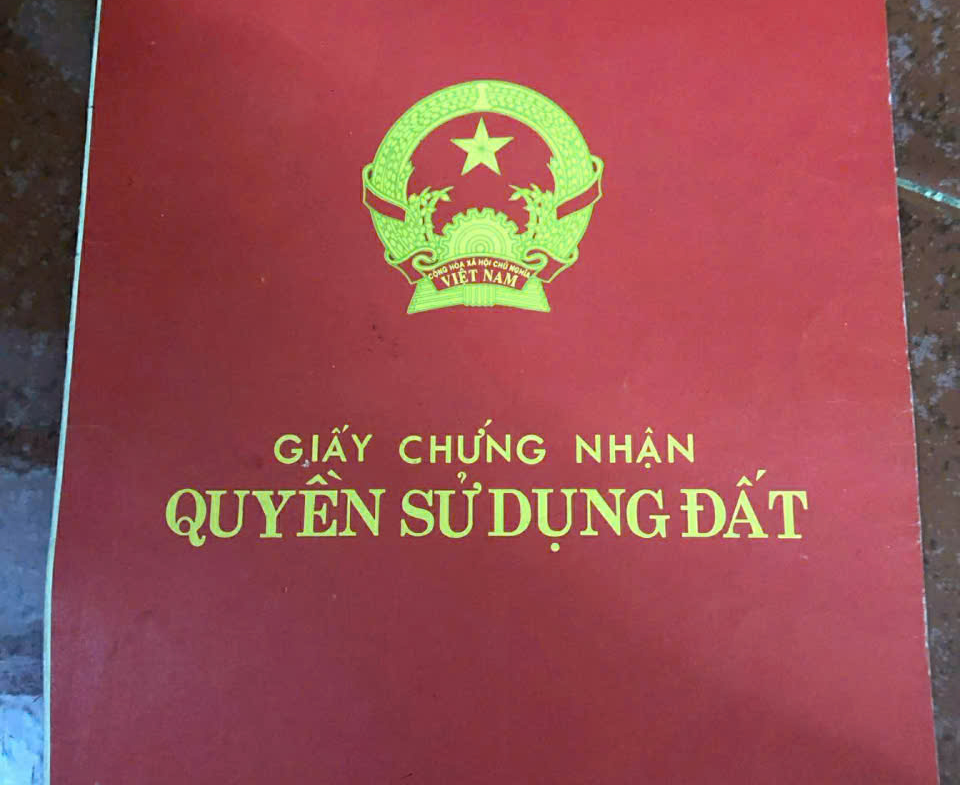 CỘNG HÒA XÃ HỘI CHỦ NGHĨA
VIỆT NAM
GIẤY CHỨNG NHẬN
QUYỀN SỬ DỤNG ĐẤT